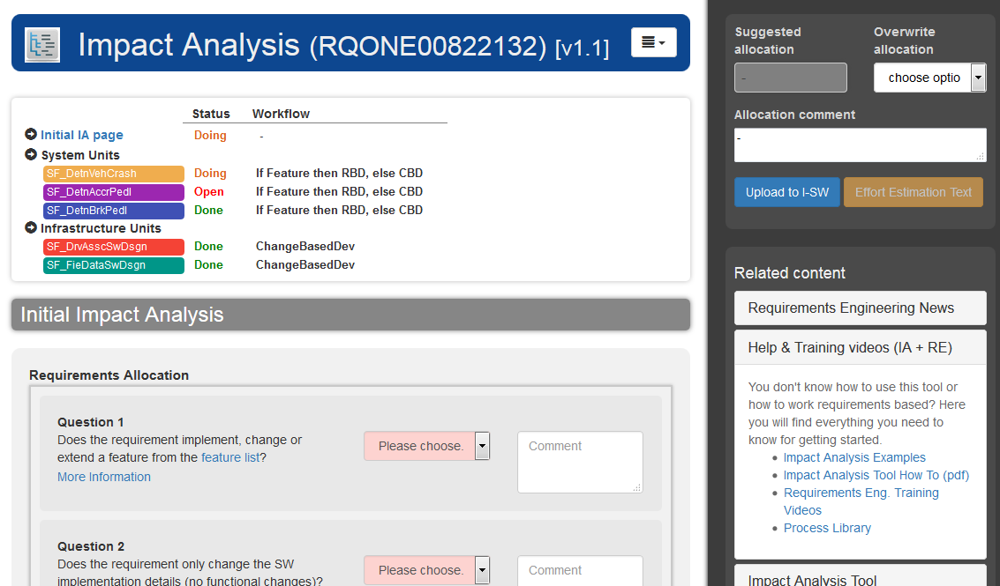 Impact Analysis (RQONE00822132) [v1.1]
Status Workflow
Initial IA page Doing -
System Units
SF_DetnVehCrash Doing If Feature then RBD, else CBD
SF_DetnAccrPedl Open If Feature then RBD, else CBD
SF_DetnBrkPedl Done If Feature then RBD, else CBD
Infrastructure Units
SF_DrvAsscSwDsgn Done ChangeBasedDev
SF_FieDataSwDsgn Done ChangeBasedDev
Initial Impact Analysis
Requirements Allocation
Question 1
Does the requirement implement, change or
extend a feature from the feature list?
More Information
Please choose.
Comment
Question 2
Does the requirement only change the SW
implementation details (no functional changes)?
Please choose.
Comment
Suggested
allocation
-
Overwrite
allocation
choose optio
Allocation comment
-
Upload to I-SW
Effort Estimation Text
Related content
Requirements Engineering News
Help & Training videos (IA + RE)
You don't know how to use this tool or
how to work requirements based? Here
you will find everything you need to
know for getting started.
Impact Analysis Examples
Impact Analysis Tool How To (pdf)
Requirements Eng. Training
Videos
Process Library
Impact Analysis Tool